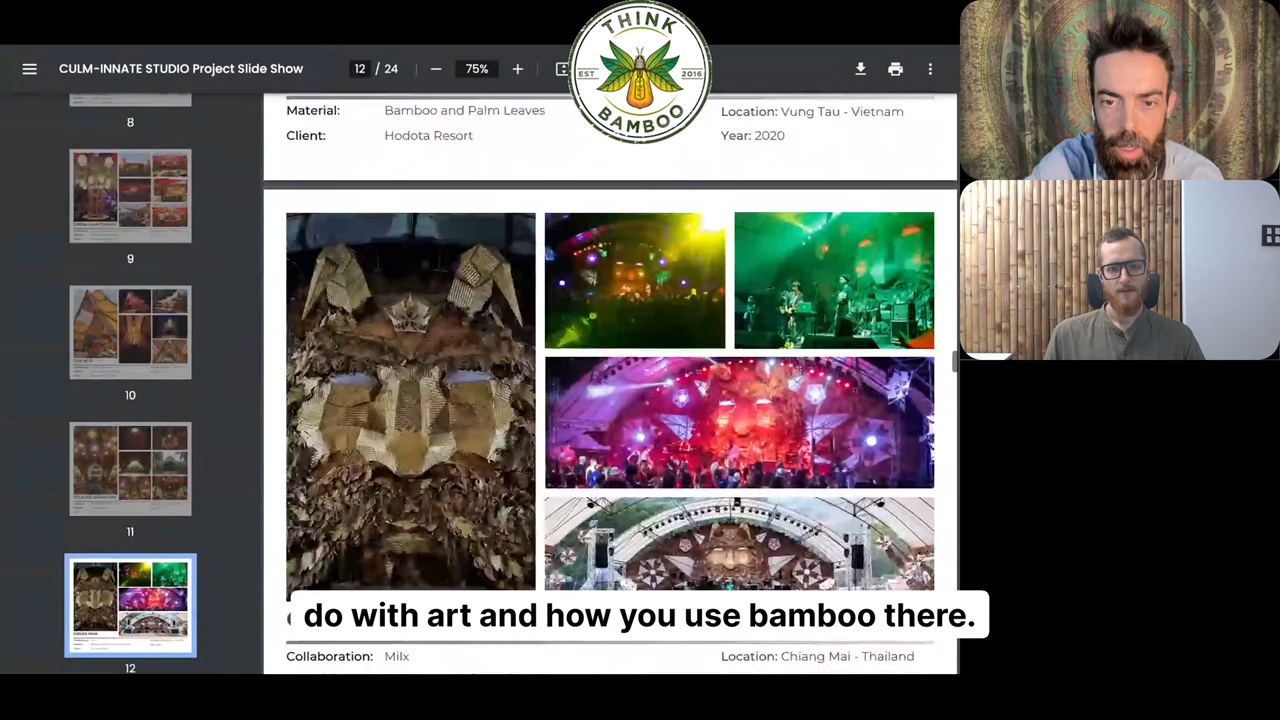 CULM-INNATE STUDIO Project Slide Show
12 / 24
75%
THINK
EST
2016
BAMBOO
8
9
10
11
12
Material: Bamboo and Palm Leaves
Location: Vung Tau - Vietnam
Client: Hodota Resort
Year: 2020
do with art and how you use bamboo there.
Collaboration: Milx
Location: Chiang Mai - Thailand